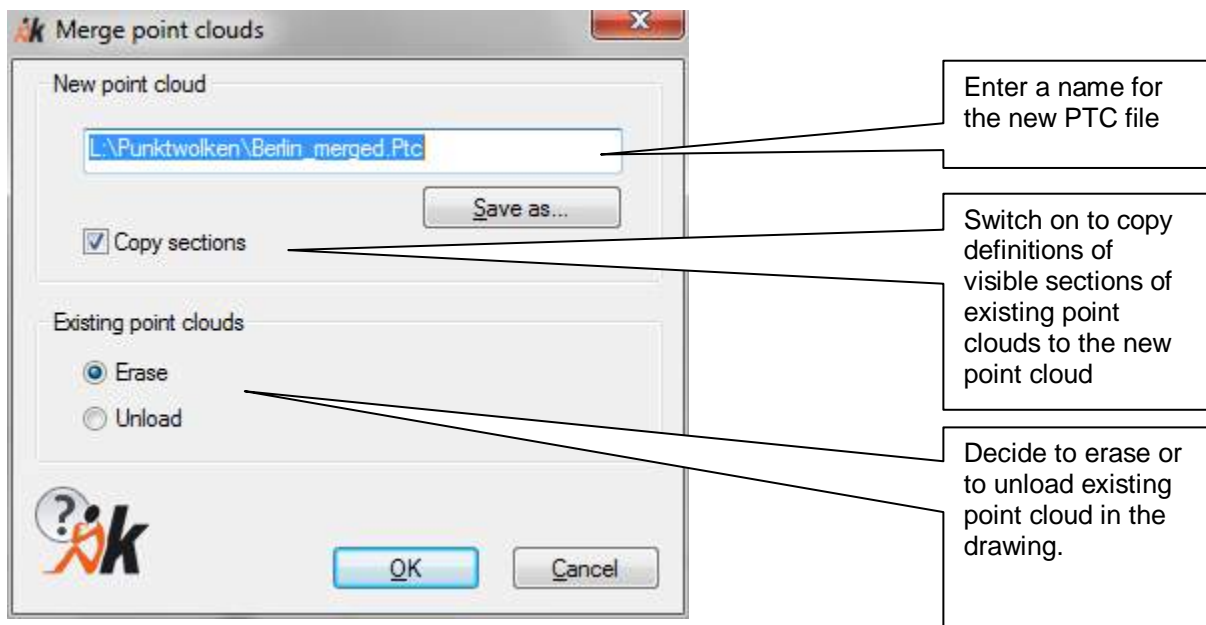 Merge point clouds
New point cloud
L:\Punktwolken\Berlin_merged.Ptc
Save as...
Copy sections
Existing point clouds
Erase
Unload
?
k
OK
Cancel
Enter a name for
the new PTC file
Switch on to copy
definitions of
visible sections of
existing point
clouds to the new
point cloud
Decide to erase or
to unload existing
point cloud in the
drawing.